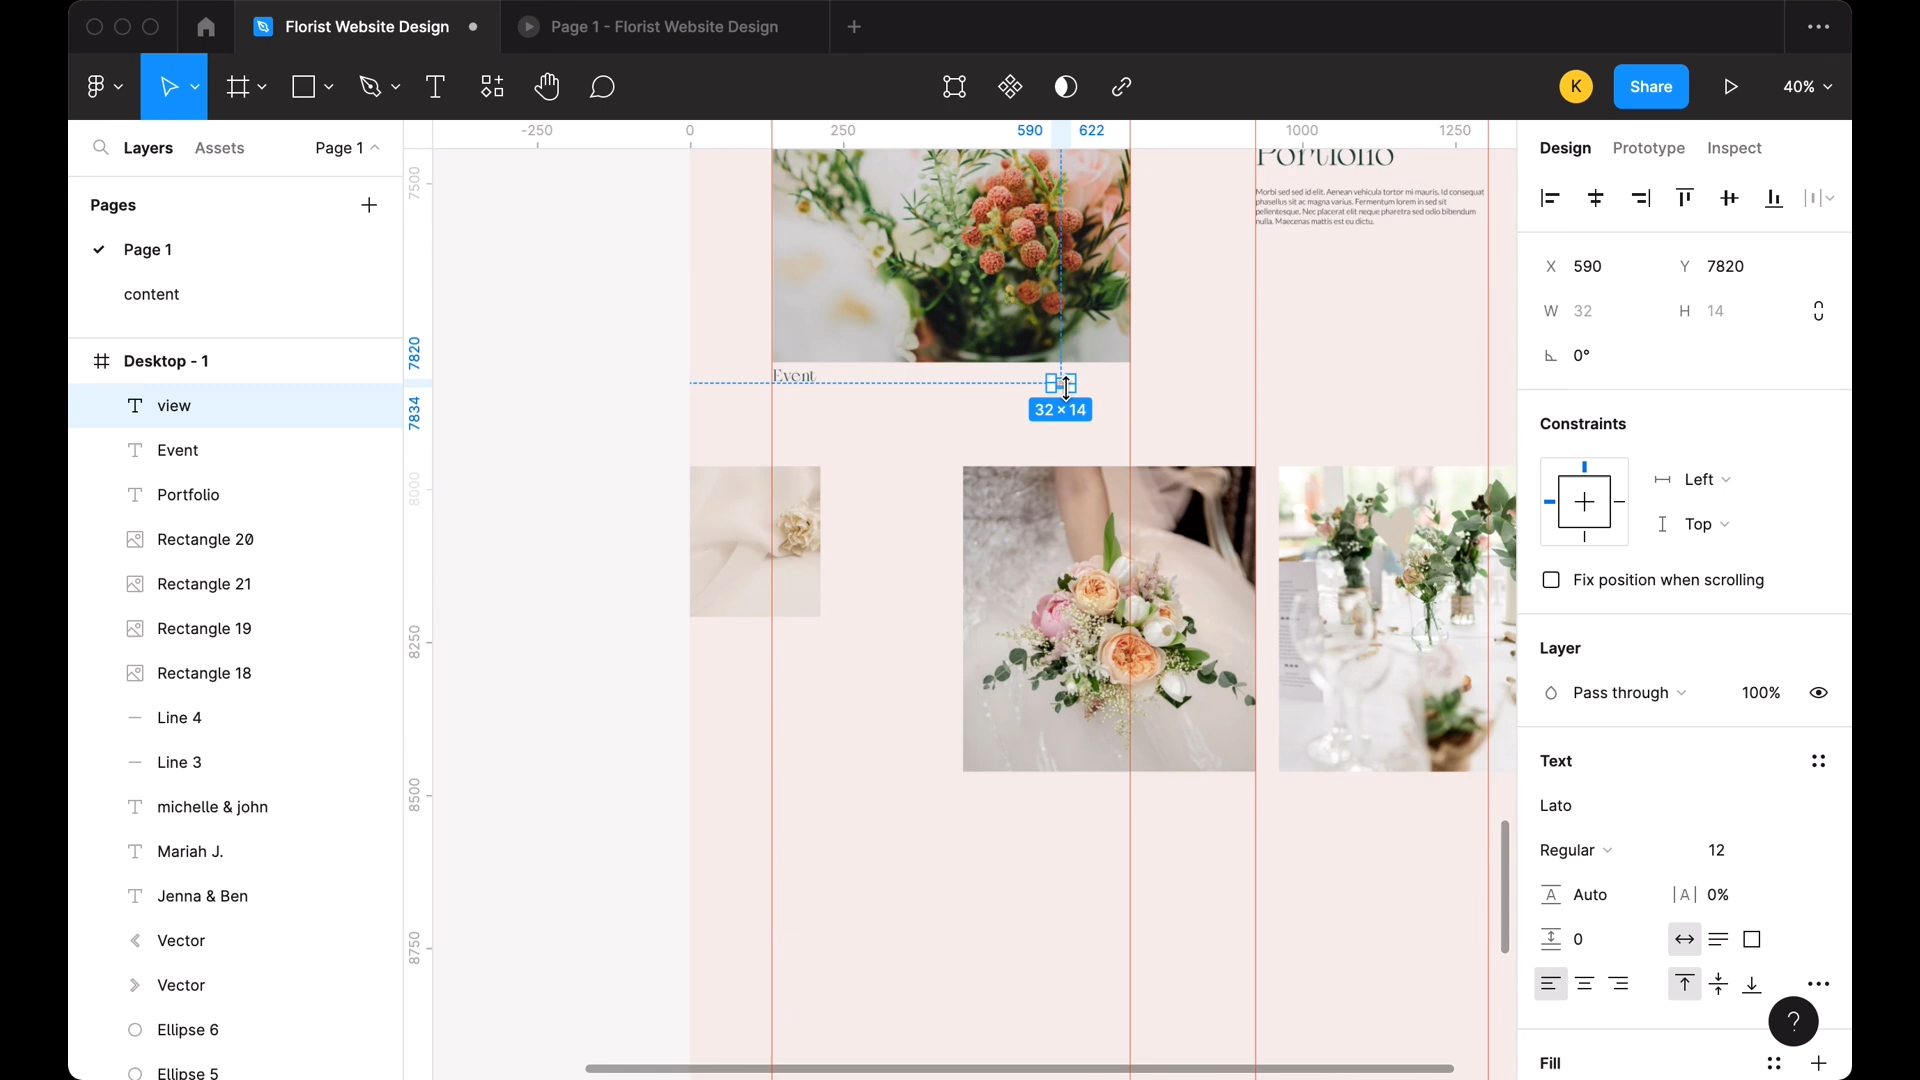 Florist Website Design
Page 1 - Florist Website Design
K
Share
40%
Layers
Assets
Page 1
-250
0
250
590
622
1000
1250
Design
Prototype
Inspect
Pages
Page 1
content
Desktop - 1
view
Event
Portfolio
Rectangle 20
Rectangle 21
Rectangle 19
Rectangle 18
Line 4
Line 3
michelle & john
Mariah J.
Jenna & Ben
Vector
Vector
Ellipse 6
Ellipse 5
7500
7820
7834
8000
8250
8500
8750
Portfolio
Morbi sed sed id elit. Aenean vehicula tortor mi mauris. Id consequat
phasellus sit ac magna varius. Fermentum lorem in sed sit
pellentesque. Nec placerat elit neque pharetra sed odio bibendum
nulla. Maecenas mattis est eu dictu.
Event
32 × 14
X 590
Y 7820
W 32
H 14
0°
Constraints
Left
Top
Fix position when scrolling
Layer
Pass through
100%
Text
Lato
Regular
12
A Auto
|A| 0%
0
?
Fill